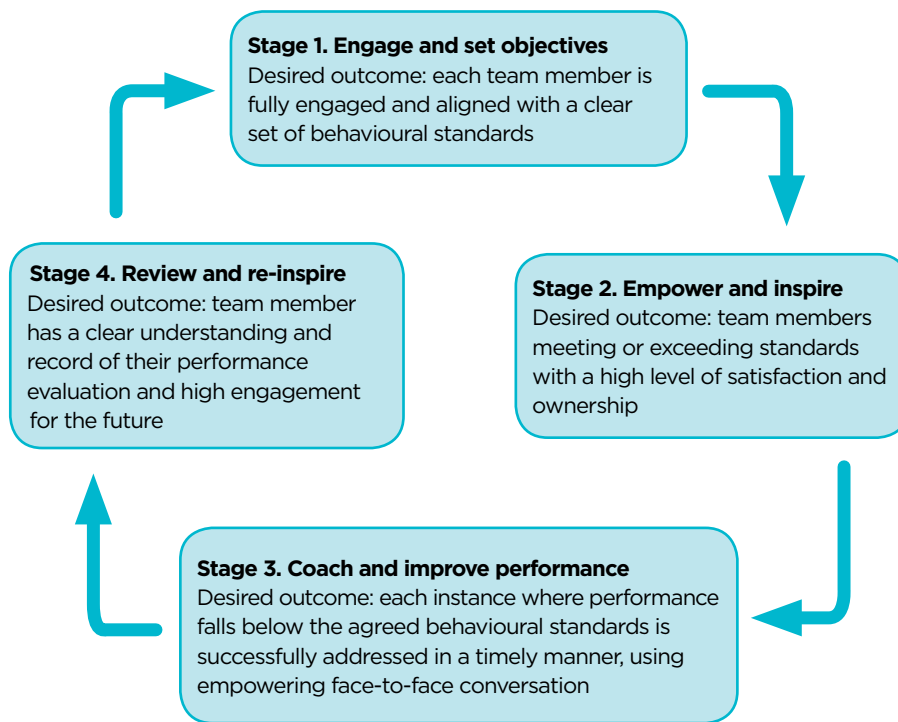 Stage 1. Engage and set objectives
Desired outcome: each team member is
fully engaged and aligned with a clear
set of behavioural standards
Stage 2. Empower and inspire
Desired outcome: team members
meeting or exceeding standards
with a high level of satisfaction and
ownership
Stage 3. Coach and improve performance
Desired outcome: each instance where performance
falls below the agreed behavioural standards is
successfully addressed in a timely manner, using
empowering face-to-face conversation
Stage 4. Review and re-inspire
Desired outcome: team member
has a clear understanding and
record of their performance
evaluation and high engagement
for the future